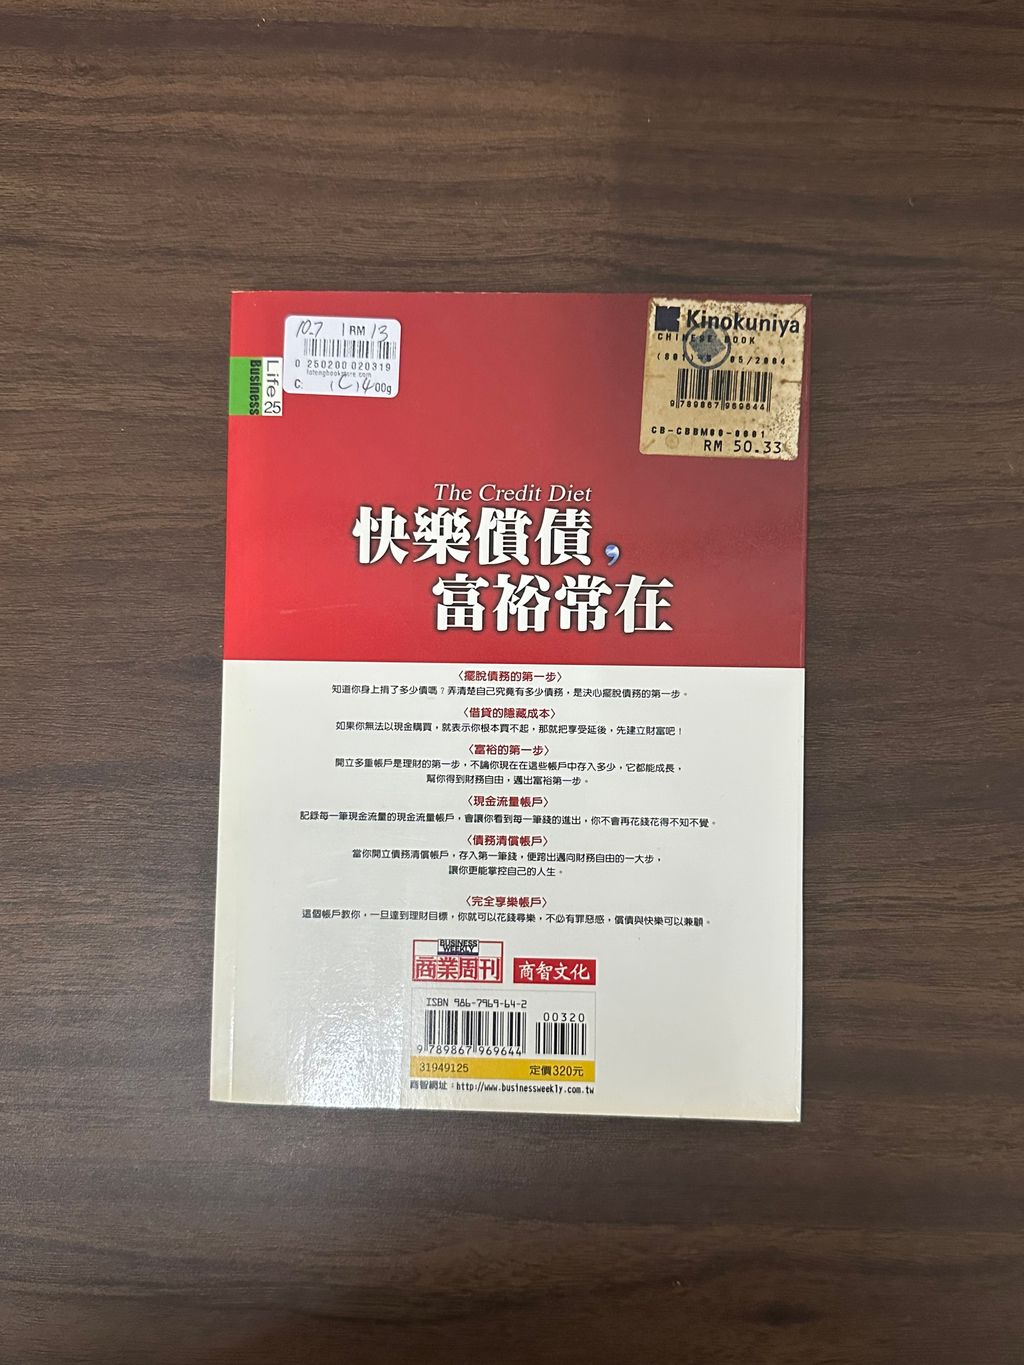 10.7 | RM 13
0 250200 020319
C: 00g
Life 25
Business
Kinokuniya
CHINESE BOOK
05/2004
9 789867 969644
CB-CBBM00-0001
RM 50.33
The Credit Diet
快樂償債，
富裕常在
〈擺脫債務的第一步〉
知道你身上揹了多少債嗎？弄清楚自己究竟有多少債務，是決心擺脫債務的第一步。
〈借貸的隱藏成本〉
如果你無法以現金購買，就表示你根本買不起，那就把享受延後，先建立財富吧！
〈富裕的第一步〉
開立多重帳戶是理財的第一步，不論你現在在這些帳戶中存入多少，它都能成長，
幫你得到財務自由，邁出富裕第一步。
〈現金流量帳戶〉
記錄每一筆現金流量的現金流量帳戶，會讓你看到每一筆錢的進出，你不會再花錢花得不知不覺。
〈債務清償帳戶〉
當你開立債務清償帳戶，存入第一筆錢，便跨出邁向財務自由的一大步，
讓你更能掌控自己的人生。
〈完全享樂帳戶〉
這個帳戶教你，一旦達到理財目標，你就可以花錢尋樂，不必有罪惡感，償債與快樂可以兼顧。
BUSINESS
WEEKLY
商業周刊
商智文化
ISBN 986-7969-64-2
00320
9 789867 969644
31949125 定價320元
商智網址：http://www.businessweekly.com.tw